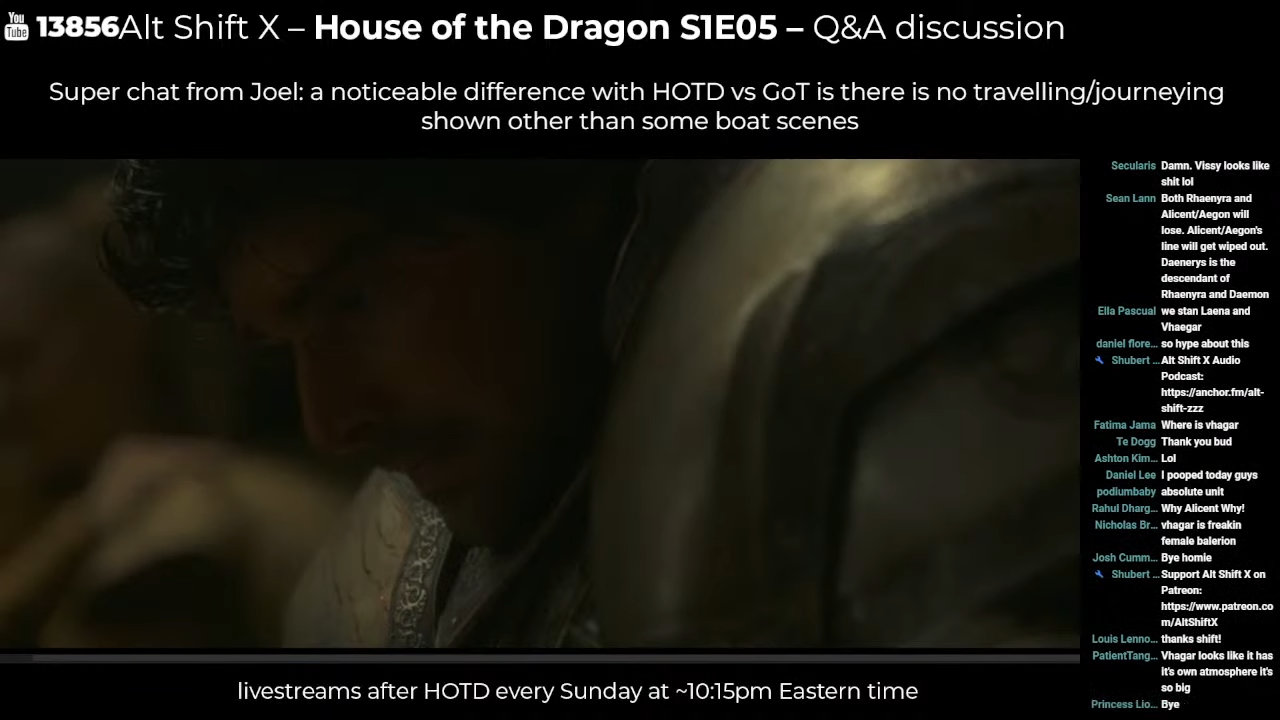 You
Tube
13856 Alt Shift X – House of the Dragon S1E05 – Q&A discussion
Super chat from Joel: a noticeable difference with HOTD vs GoT is there is no travelling/journeying
shown other than some boat scenes
Secularis Damn. Vissy looks like
shit lol
Sean Lann Both Rhaenyra and
Alicent/Aegon will
lose. Alicent/Aegon's
line will get wiped out.
Daenerys is the
descendant of
Rhaenyra and Daemon
Ella Pascual we stan Laena and
Vhaegar
daniel flore... so hype about this
Shubert ... Alt Shift X Audio
Podcast:
https://anchor.fm/alt-
shift-zzz
Fatima Jama Where is vhagar
Te Dogg Thank you bud
Ashton Kim... Lol
Daniel Lee I pooped today guys
podiumbaby absolute unit
Rahul Dharg... Why Alicent Why!
Nicholas Br... vhagar is freakin
female balerion
Josh Cumm... Bye homie
Shubert ... Support Alt Shift X on
Patreon:
https://www.patreon.co
m/AltShiftX
Louis Lenno... thanks shift!
PatientTang... Vhagar looks like it has
it's own atmosphere it's
so big
Princess Lio... Bye
livestreams after HOTD every Sunday at ~10:15pm Eastern time